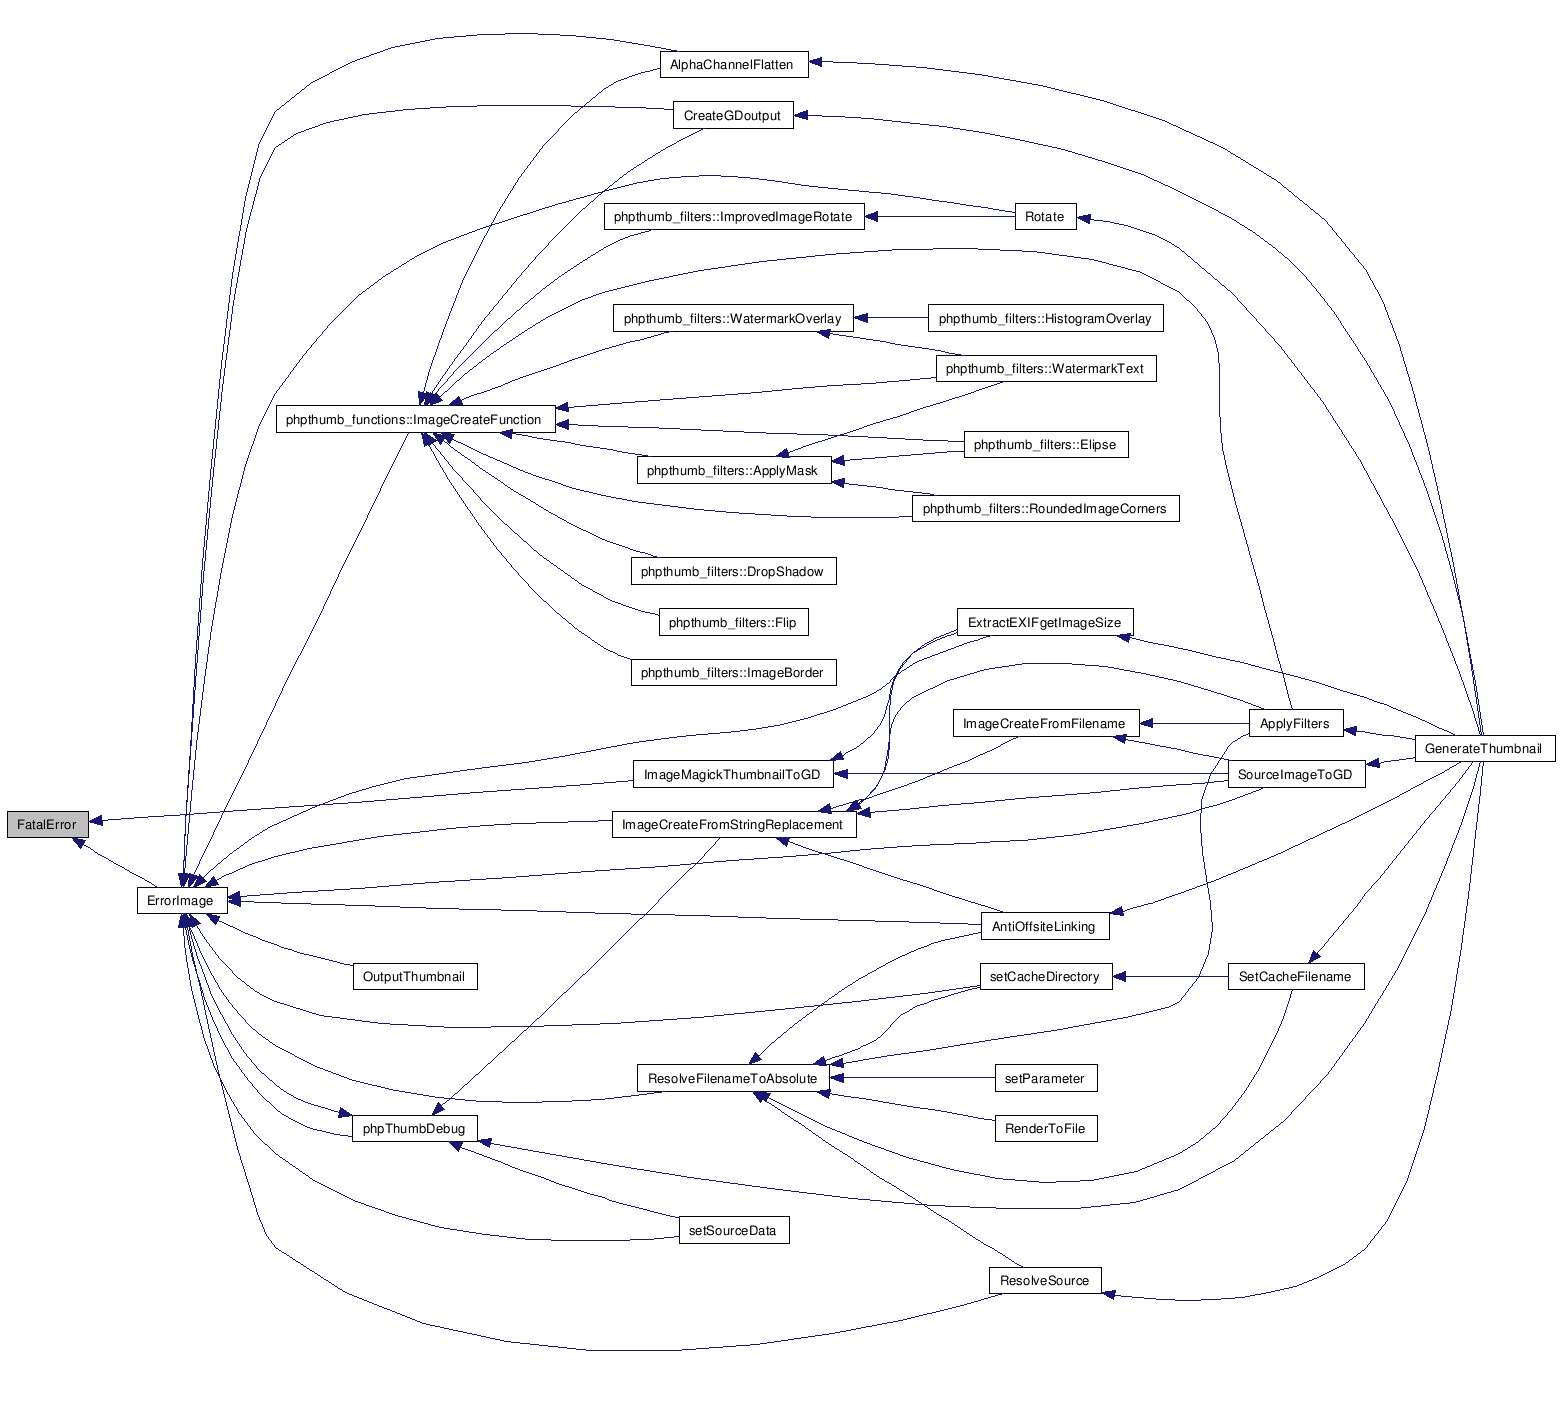 AlphaChannelFlatten
CreateGDoutput
phpthumb_filters::ImprovedImageRotate
Rotate
phpthumb_filters::WatermarkOverlay
phpthumb_filters::HistogramOverlay
phpthumb_filters::WatermarkText
phpthumb_functions::ImageCreateFunction
phpthumb_filters::Elipse
phpthumb_filters::ApplyMask
phpthumb_filters::RoundedImageCorners
phpthumb_filters::DropShadow
phpthumb_filters::Flip
ExtractEXIFgetImageSize
phpthumb_filters::ImageBorder
ImageCreateFromFilename
ApplyFilters
GenerateThumbnail
ImageMagickThumbnailToGD
SourceImageToGD
FatalError
ImageCreateFromStringReplacement
ErrorImage
AntiOffsiteLinking
OutputThumbnail
setCacheDirectory
SetCacheFilename
ResolveFilenameToAbsolute
setParameter
phpThumbDebug
RenderToFile
setSourceData
ResolveSource